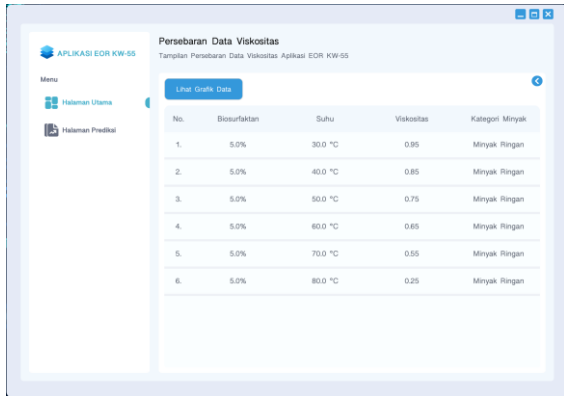 APLIKASI EOR KW-55
Menu
Halaman Utama
Halaman Prediksi
Persebaran Data Viskositas
Tampilan Persebaran Data Viskositas Aplikasi EOR KW-55
Lihat Grafik Data
No. Biosurfaktan Suhu Viskositas Kategori Minyak
1. 5.0% 30.0 °C 0.95 Minyak Ringan
2. 5.0% 40.0 °C 0.85 Minyak Ringan
3. 5.0% 50.0 °C 0.75 Minyak Ringan
4. 5.0% 60.0 °C 0.65 Minyak Ringan
5. 5.0% 70.0 °C 0.55 Minyak Ringan
6. 5.0% 80.0 °C 0.25 Minyak Ringan